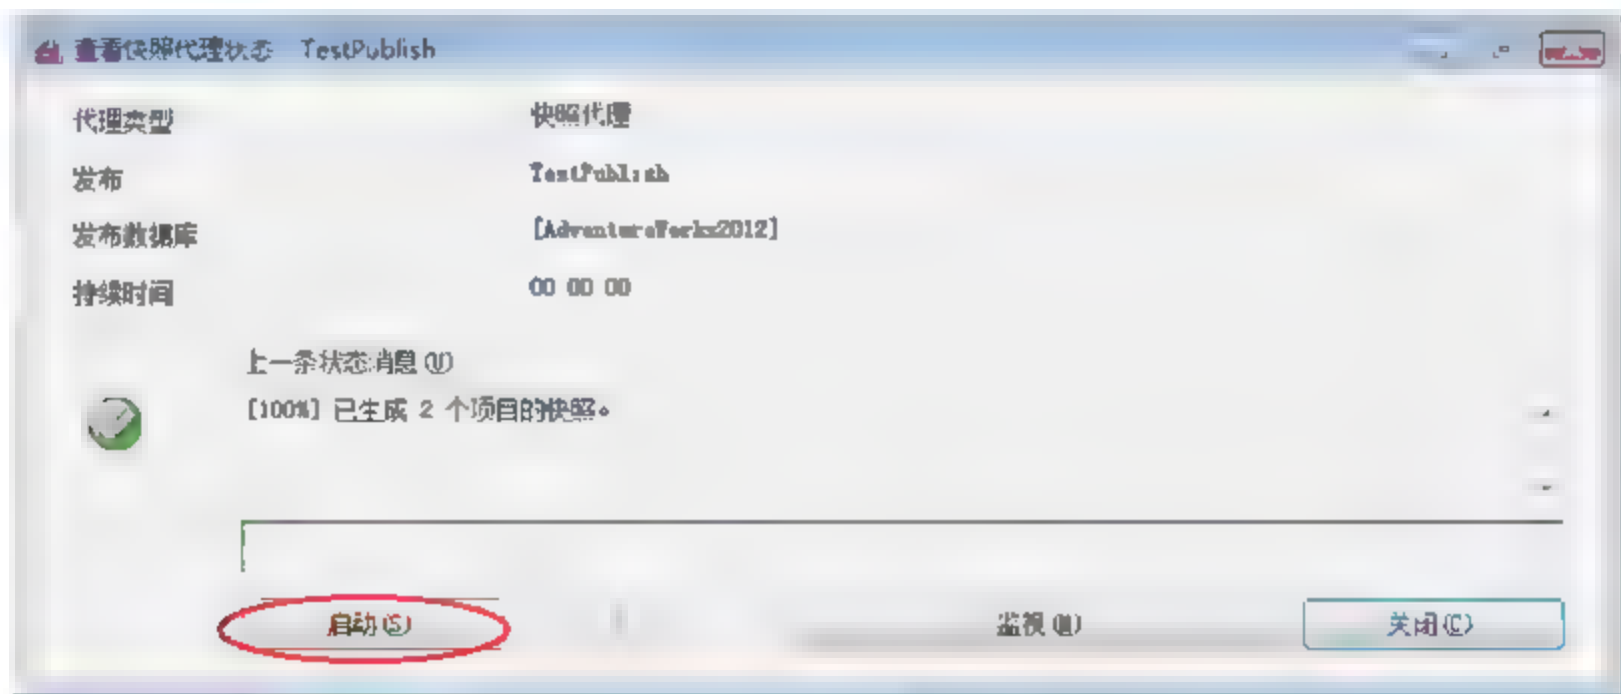 查看快照代理状态 TestPublish
代理类型 快照代理
发布 TestPublish
发布数据库 [AdventureWorks2012]
持续时间 00 00 00
上一条状态消息(U)
[100%] 已生成 2 个项目的快照。
启动(S) 监视(M) 关闭(C)